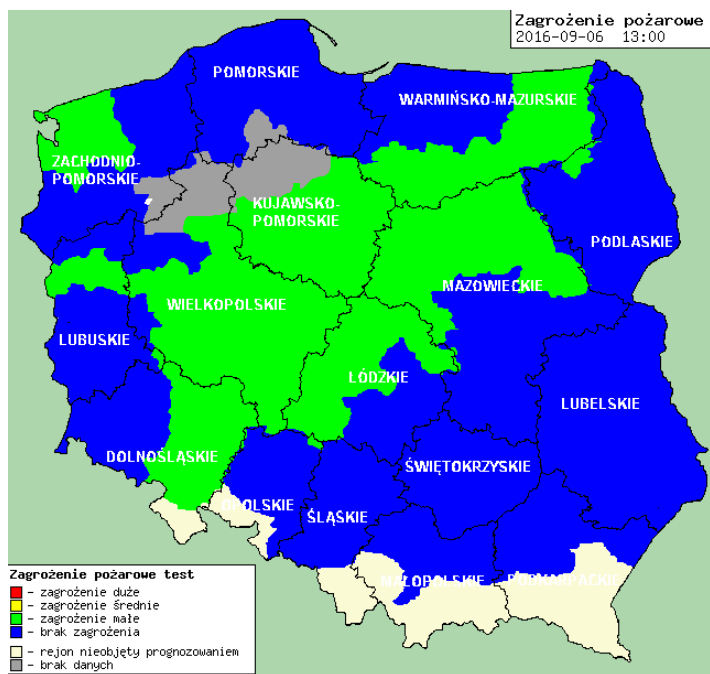 Zagrożenie pożarowe
2016-09-06 13:00
POMORSKIE
WARMIŃSKO-MAZURSKIE
ZACHODNIO-
POMORSKIE
KUJAWSKO-
POMORSKIE
PODLASKIE
MAZOWIECKIE
WIELKOPOLSKIE
LUBUSKIE
ŁÓDZKIE
LUBELSKIE
DOLNOŚLĄSKIE
ŚWIĘTOKRZYSKIE
OPOLSKIE
ŚLĄSKIE
MAŁOPOLSKIE
PODKARPACKIE
Zagrożenie pożarowe test
- zagrożenie duże
- zagrożenie średnie
- zagrożenie małe
- brak zagrożenia
- rejon nieobjęty prognozowaniem
- brak danych